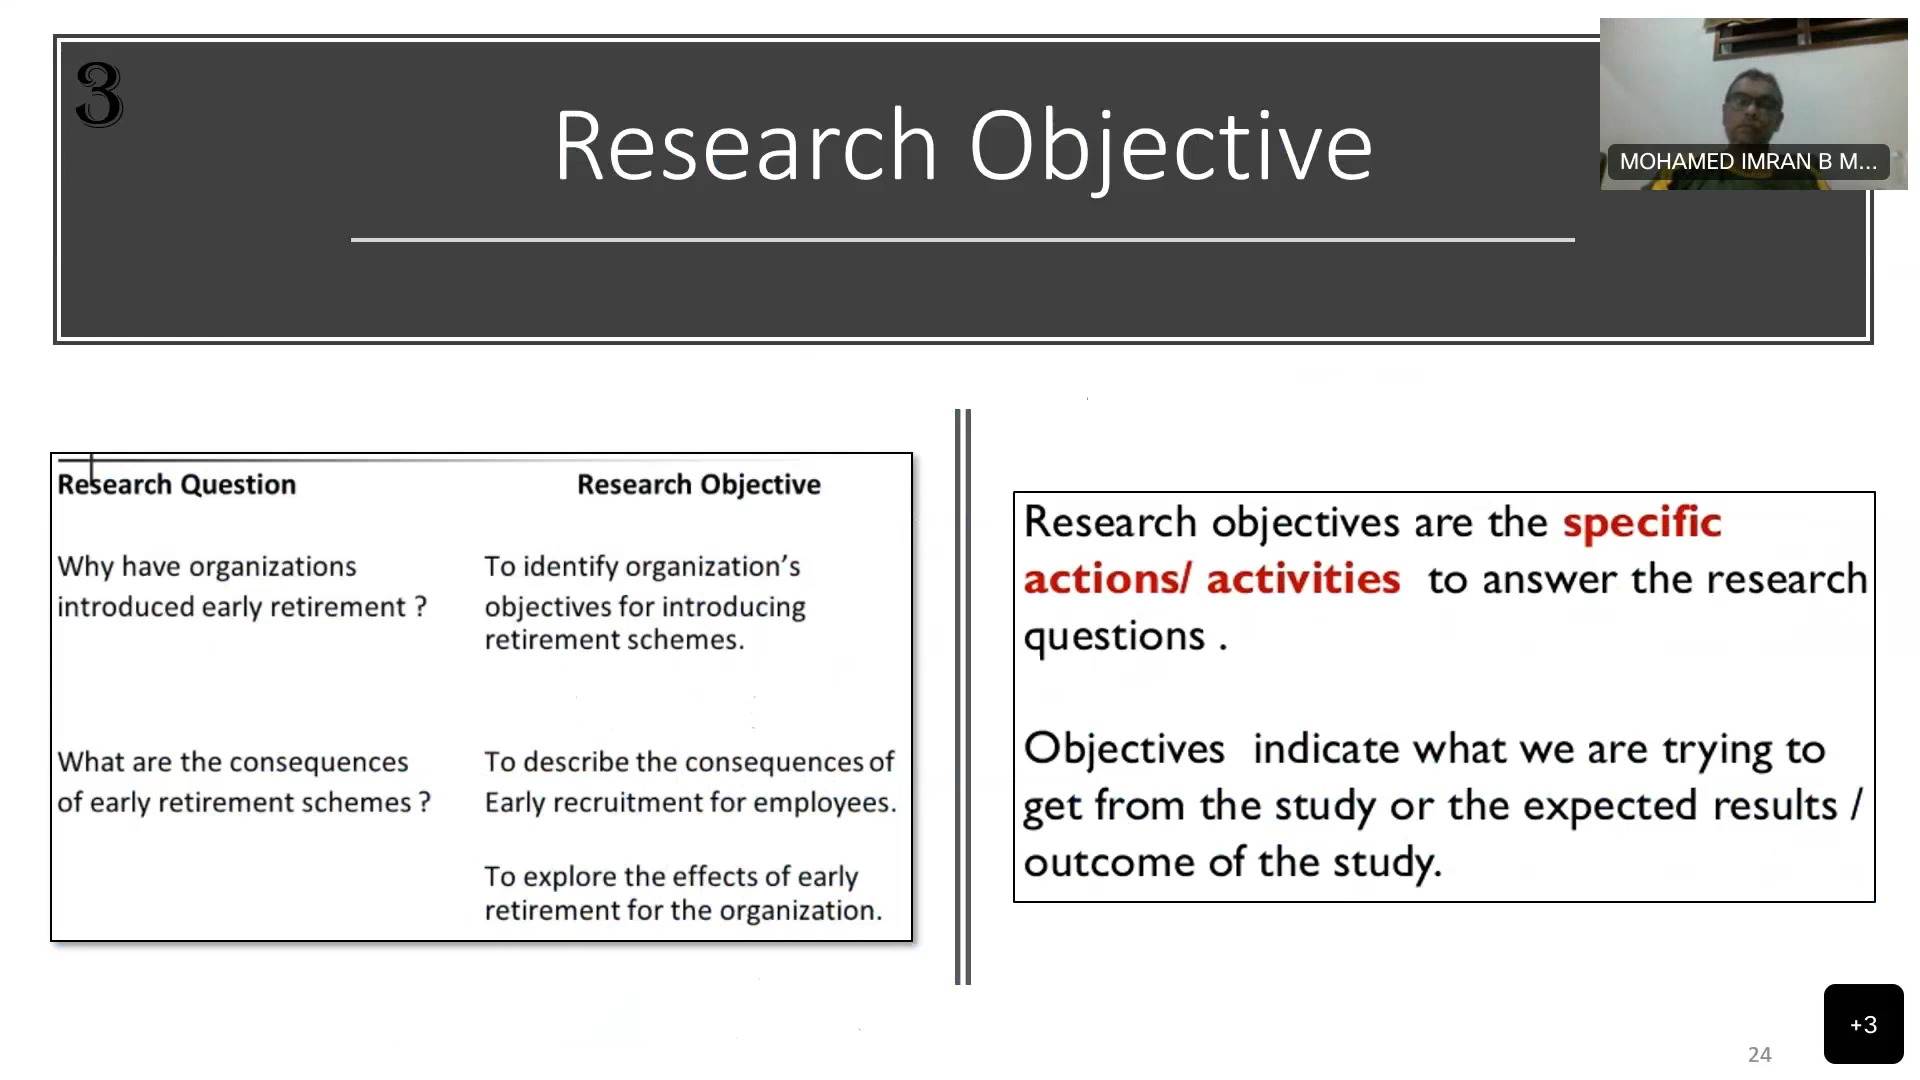 3
Research Objective
MOHAMED IMRAN B M...
Research Question
Research Objective
Why have organizations
introduced early retirement ?
To identify organization's
objectives for introducing
retirement schemes.
What are the consequences
of early retirement schemes ?
To describe the consequences of
Early recruitment for employees.
To explore the effects of early
retirement for the organization.
Research objectives are the specific
actions/ activities to answer the research
questions .
Objectives indicate what we are trying to
get from the study or the expected results /
outcome of the study.
+3
24